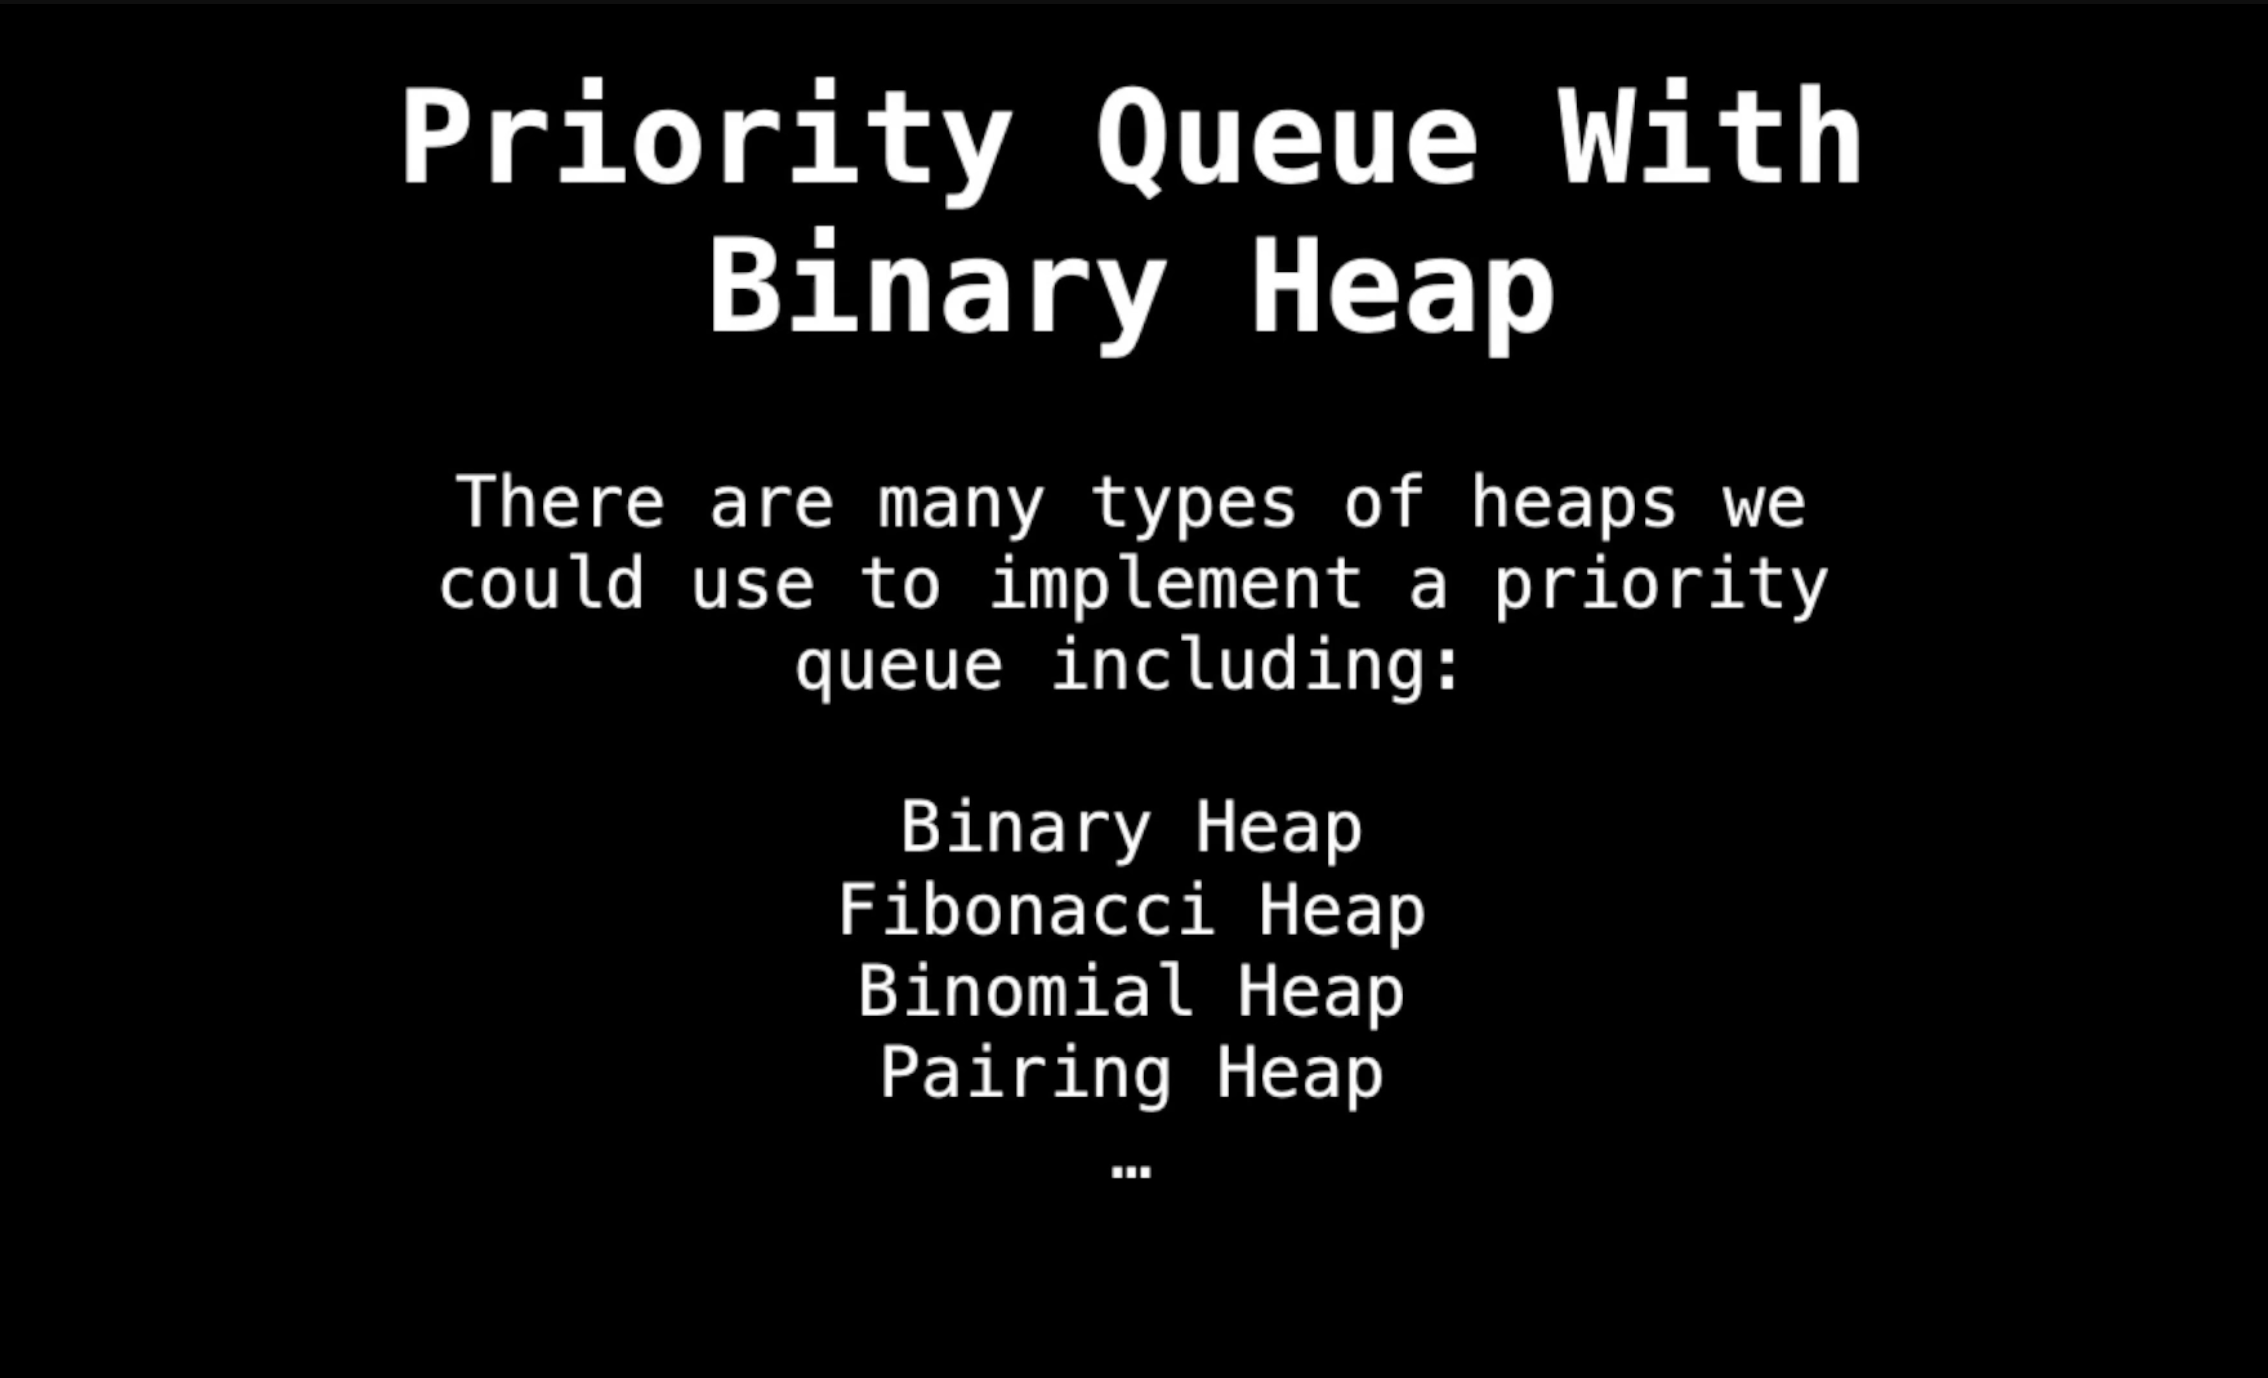 Priority Queue With
Binary Heap
There are many types of heaps we
could use to implement a priority
queue including:
Binary Heap
Fibonacci Heap
Binomial Heap
Pairing Heap
…